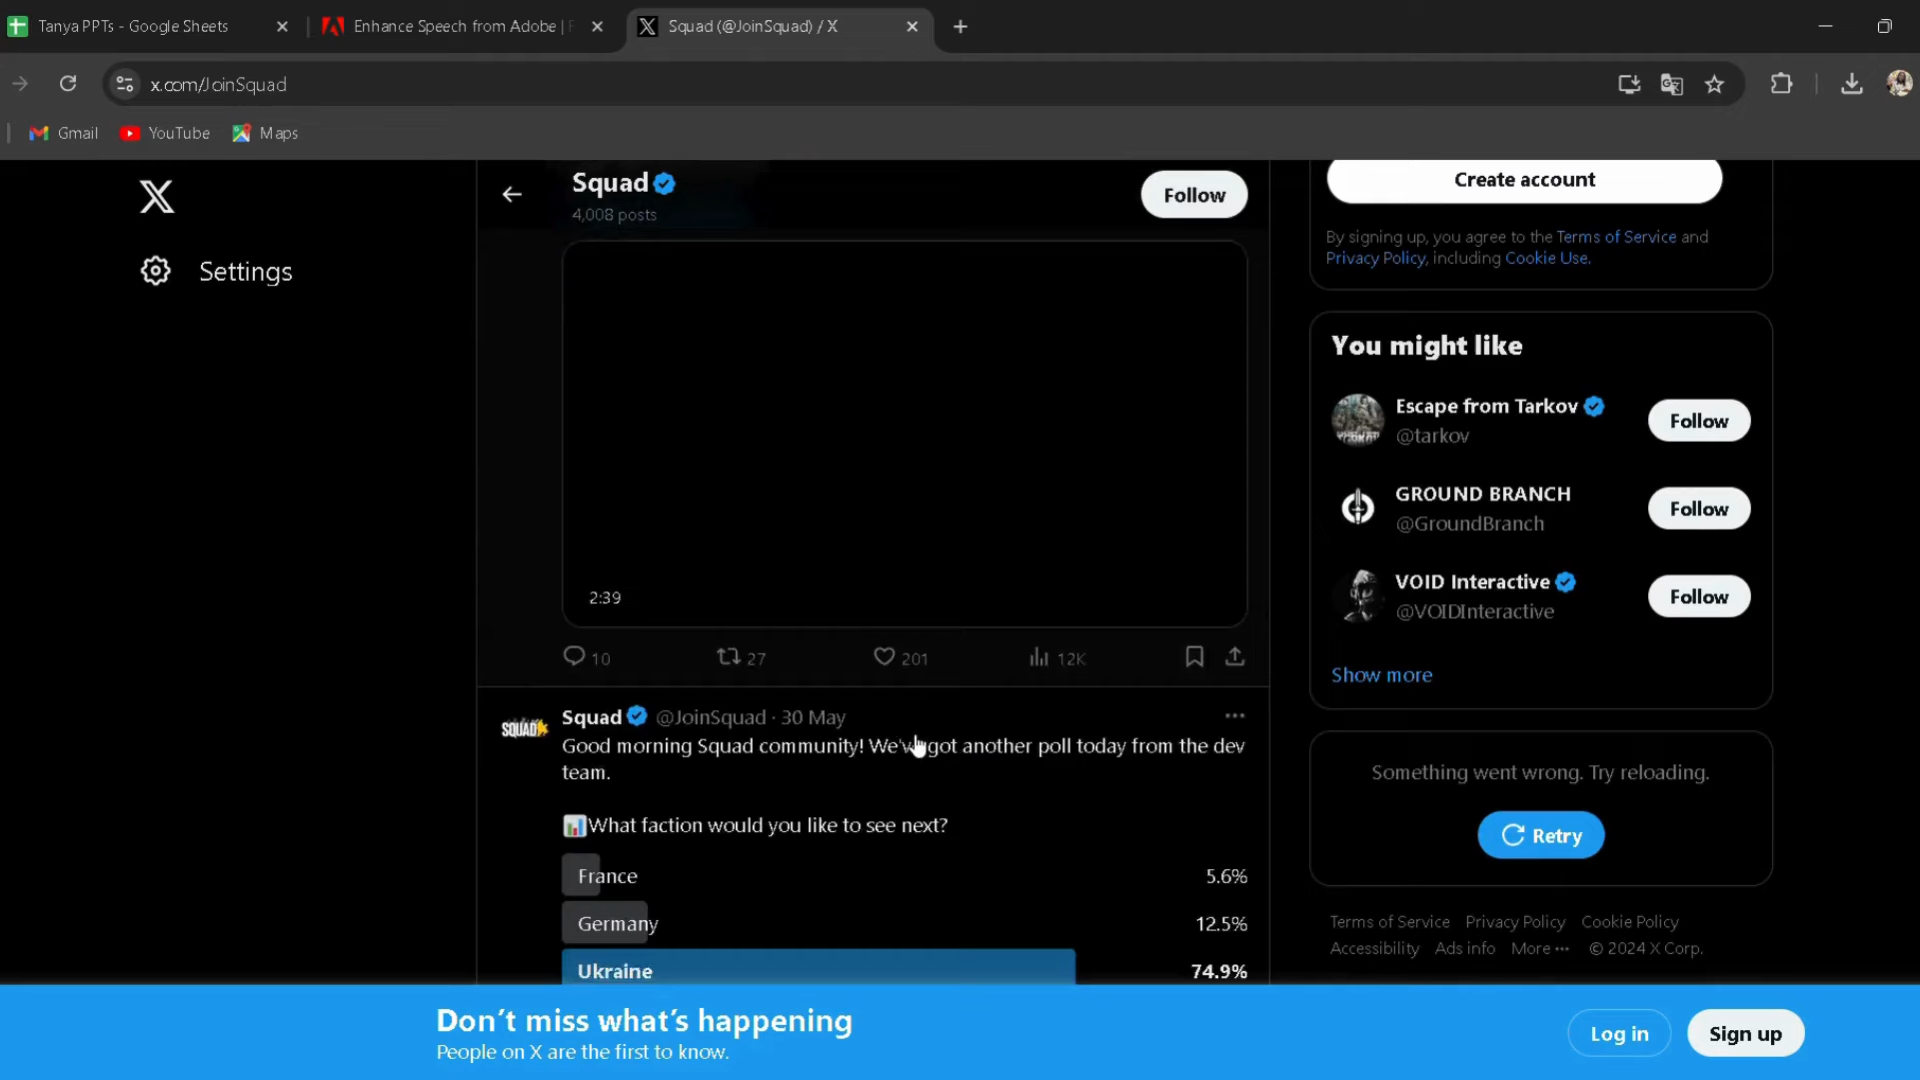 Tanya PPTs - Google Sheets
Enhance Speech from Adobe |
Squad (@JoinSquad) / X
x.com/JoinSquad
Gmail
YouTube
Maps
Settings
Squad
4,008 posts
Follow
2:39
10
27
201
12K
Squad @JoinSquad · 30 May
Good morning Squad community! We've got another poll today from the dev
team.
📊What faction would you like to see next?
France 5.6%
Germany 12.5%
Ukraine 74.9%
Create account
By signing up, you agree to the Terms of Service and
Privacy Policy, including Cookie Use.
You might like
Escape from Tarkov
@tarkov
Follow
GROUND BRANCH
@GroundBranch
Follow
VOID Interactive
@VOIDInteractive
Follow
Show more
Something went wrong. Try reloading.
Retry
Terms of Service Privacy Policy Cookie Policy
Accessibility Ads info More ··· © 2024 X Corp.
Don't miss what's happening
People on X are the first to know.
Log in
Sign up
SQUAD